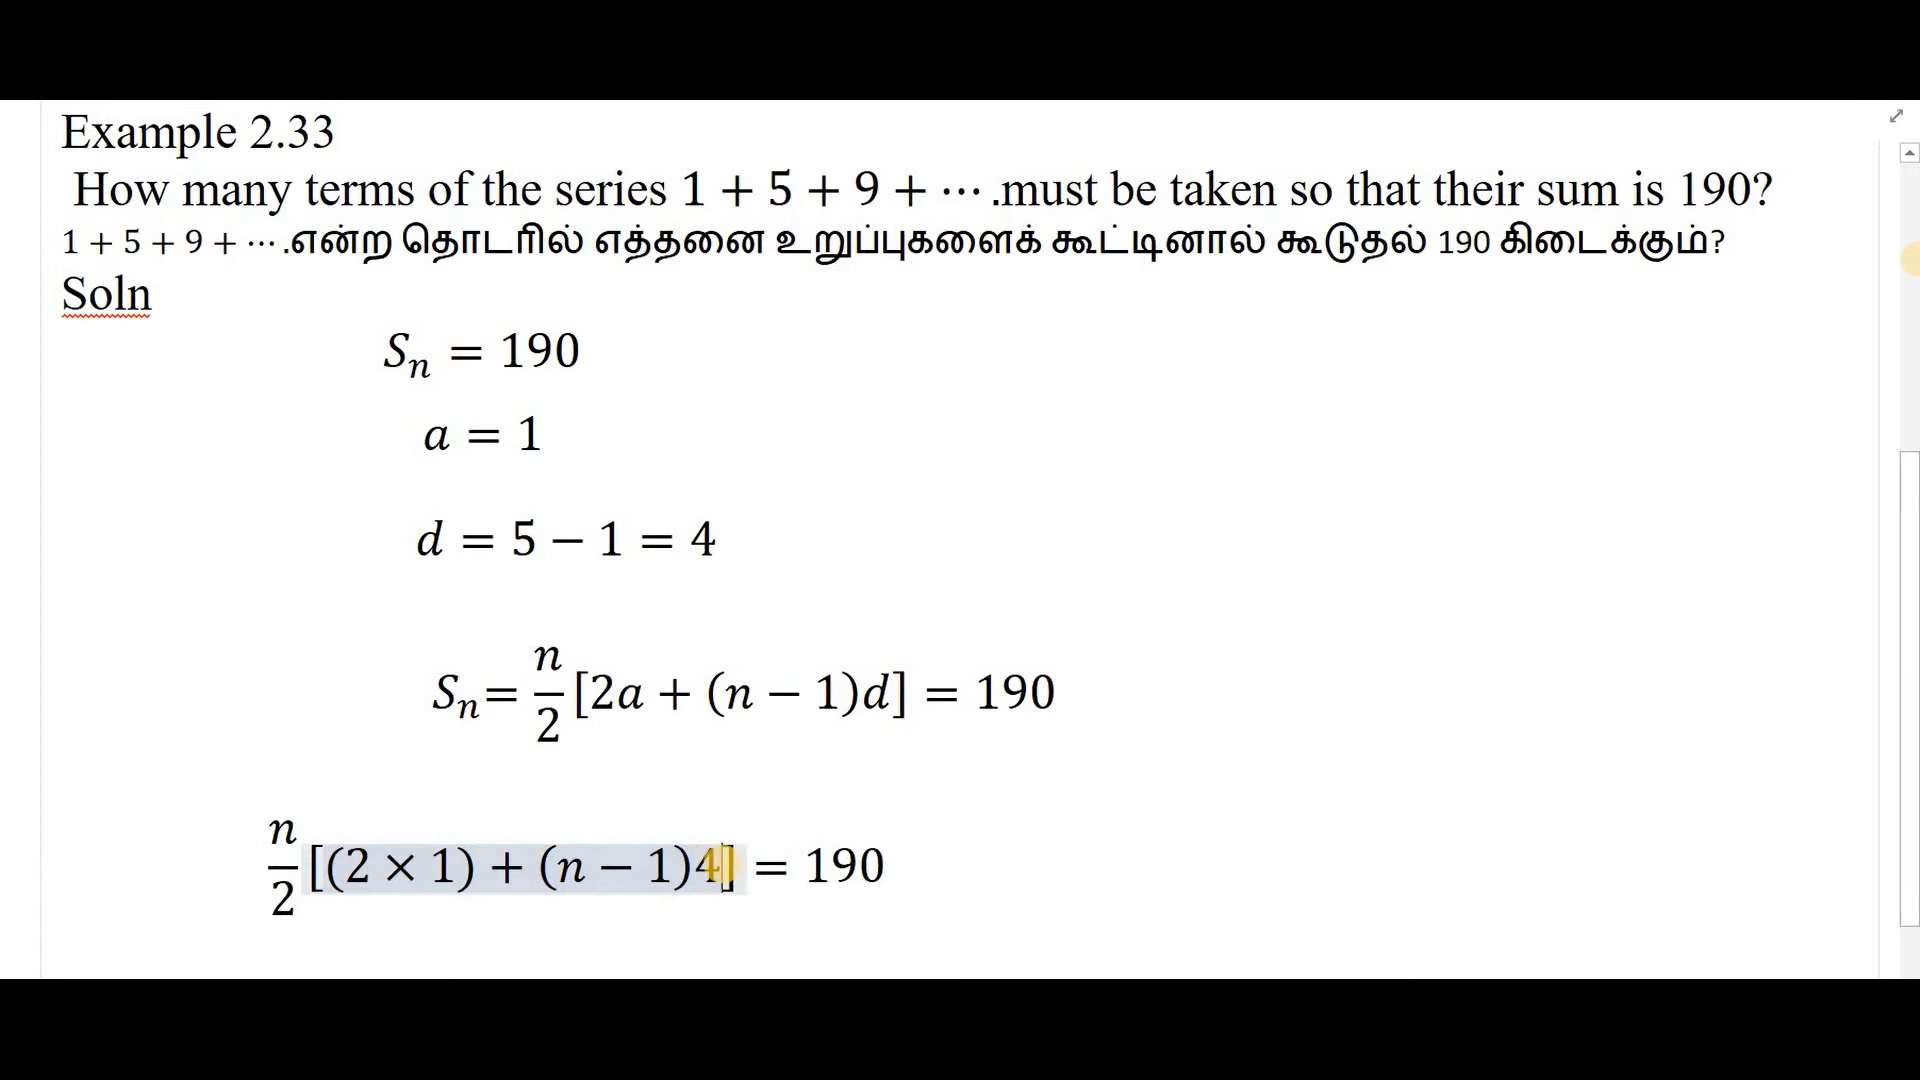 Example 2.33
How many terms of the series 1 + 5 + 9 + ⋯ .must be taken so that their sum is 190?
1 + 5 + 9 + ⋯ .என்ற தொடரில் எத்தனை உறுப்புகளைக் கூட்டினால் கூடுதல் 190 கிடைக்கும்?
Soln
Sₙ = 190
a = 1
d = 5 − 1 = 4
Sₙ= n/2 [2a + (n − 1)d] = 190
n/2 [(2 × 1) + (n − 1)4] = 190